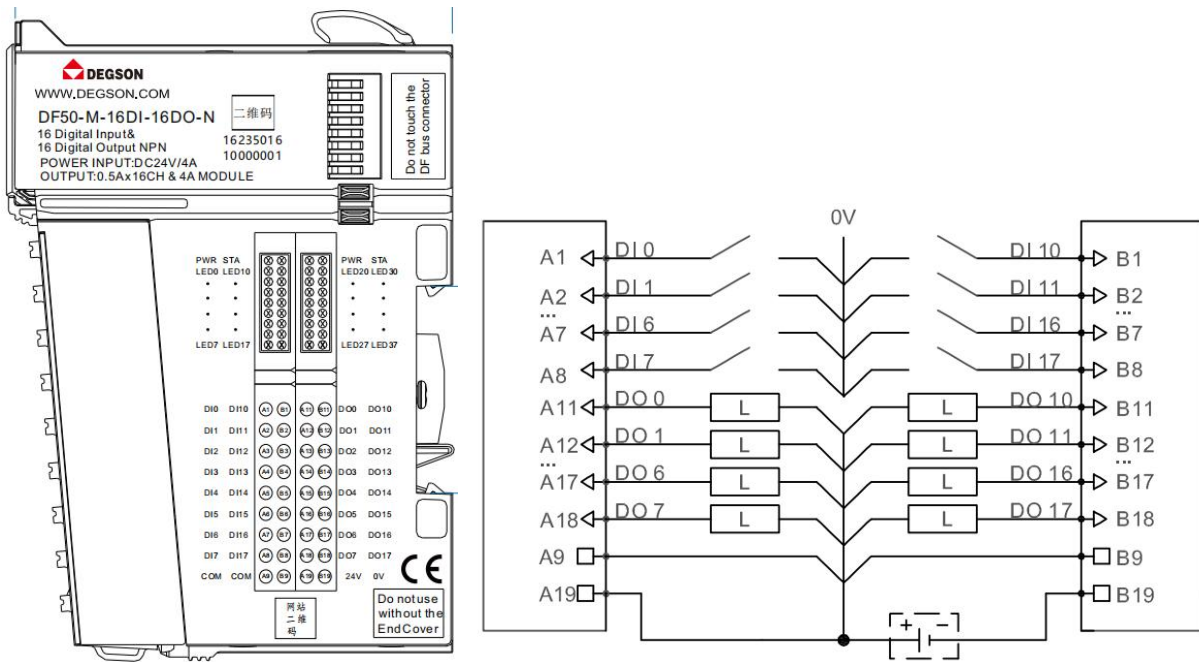 DEGSON
WWW.DEGSON.COM
DF50-M-16DI-16DO-N
16 Digital Input&
16 Digital Output NPN
POWER INPUT:DC24V/4A
OUTPUT:0.5Ax16CH & 4A MODULE
二维码
16235016
10000001
Do not touch the
DF bus connector
PWR STA PWR STA
LED0 LED10 LED20 LED30
LED7 LED17 LED27 LED37
DI0 DI10 A1 B1 A11 B11 DO0 DO10
DI1 DI11 A2 B2 A12 B12 DO1 DO11
DI2 DI12 A3 B3 A13 B13 DO2 DO12
DI3 DI13 A4 B4 A14 B14 DO3 DO13
DI4 DI14 A5 B5 A15 B15 DO4 DO14
DI5 DI15 A6 B6 A16 B16 DO5 DO15
DI6 DI16 A7 B7 A17 B17 DO6 DO16
DI7 DI17 A8 B8 A18 B18 DO7 DO17
COM COM A9 B9 A19 B19 24V 0V
CE
网站
二维
码
Do not use
without the
EndCover
0V
A1 DI 0 DI 10 B1
A2 DI 1 DI 11 B2
... ...
A7 DI 6 DI 16 B7
A8 DI 7 DI 17 B8
A11 DO 0 L L DO 10 B11
A12 DO 1 L L DO 11 B12
... ...
A17 DO 6 L L DO 16 B17
A18 DO 7 L L DO 17 B18
A9 B9
A19 B19
+ -